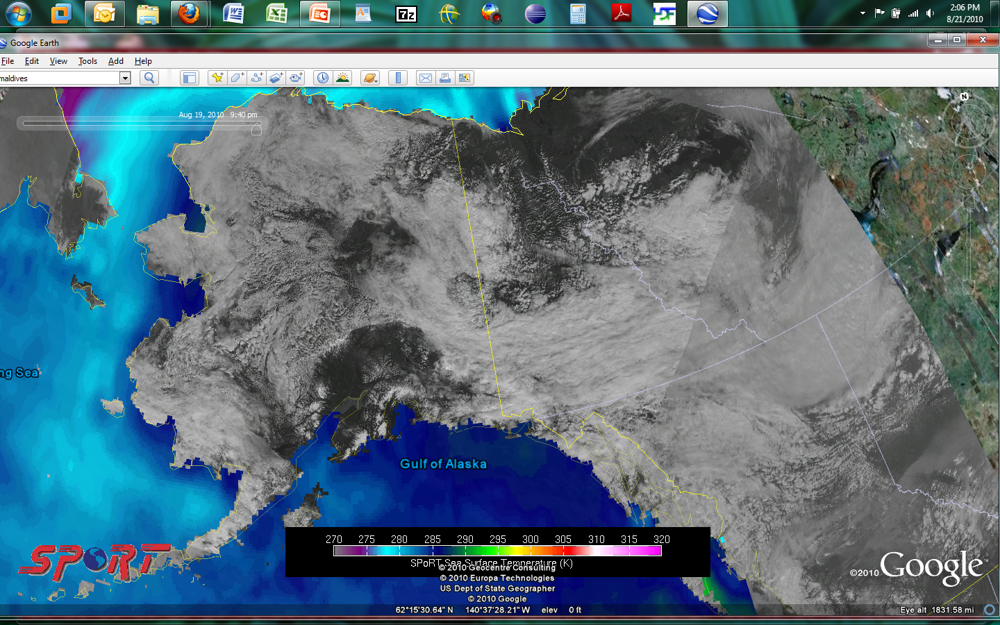 2:06 PM
8/21/2010
7z
Google Earth
File Edit View Tools Add Help
maldives
N
Aug 19, 2010 9:40 pm
ng Sea
Gulf of Alaska
270 275 280 285 290 295 300 305 310 315 320
SPoRT Sea Surface Temperature (K)
© 2010 Geocentre Consulting
© 2010 Europa Technologies
US Dept of State Geographer
© 2010 Google
SPoRT
©2010 Google™
62°15'30.64" N 140°37'28.21" W elev 0 ft
Eye alt 1831.58 mi